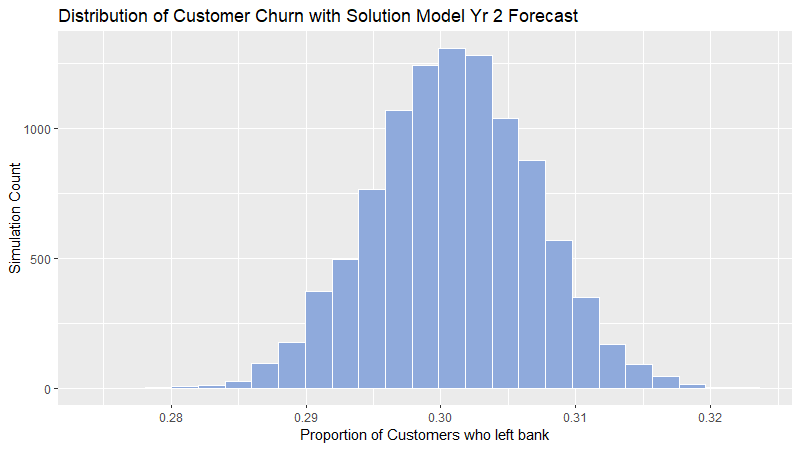 Distribution of Customer Churn with Solution Model Yr 2 Forecast
Simulation Count
1000
500
0
0.28 0.29 0.30 0.31 0.32
Proportion of Customers who left bank